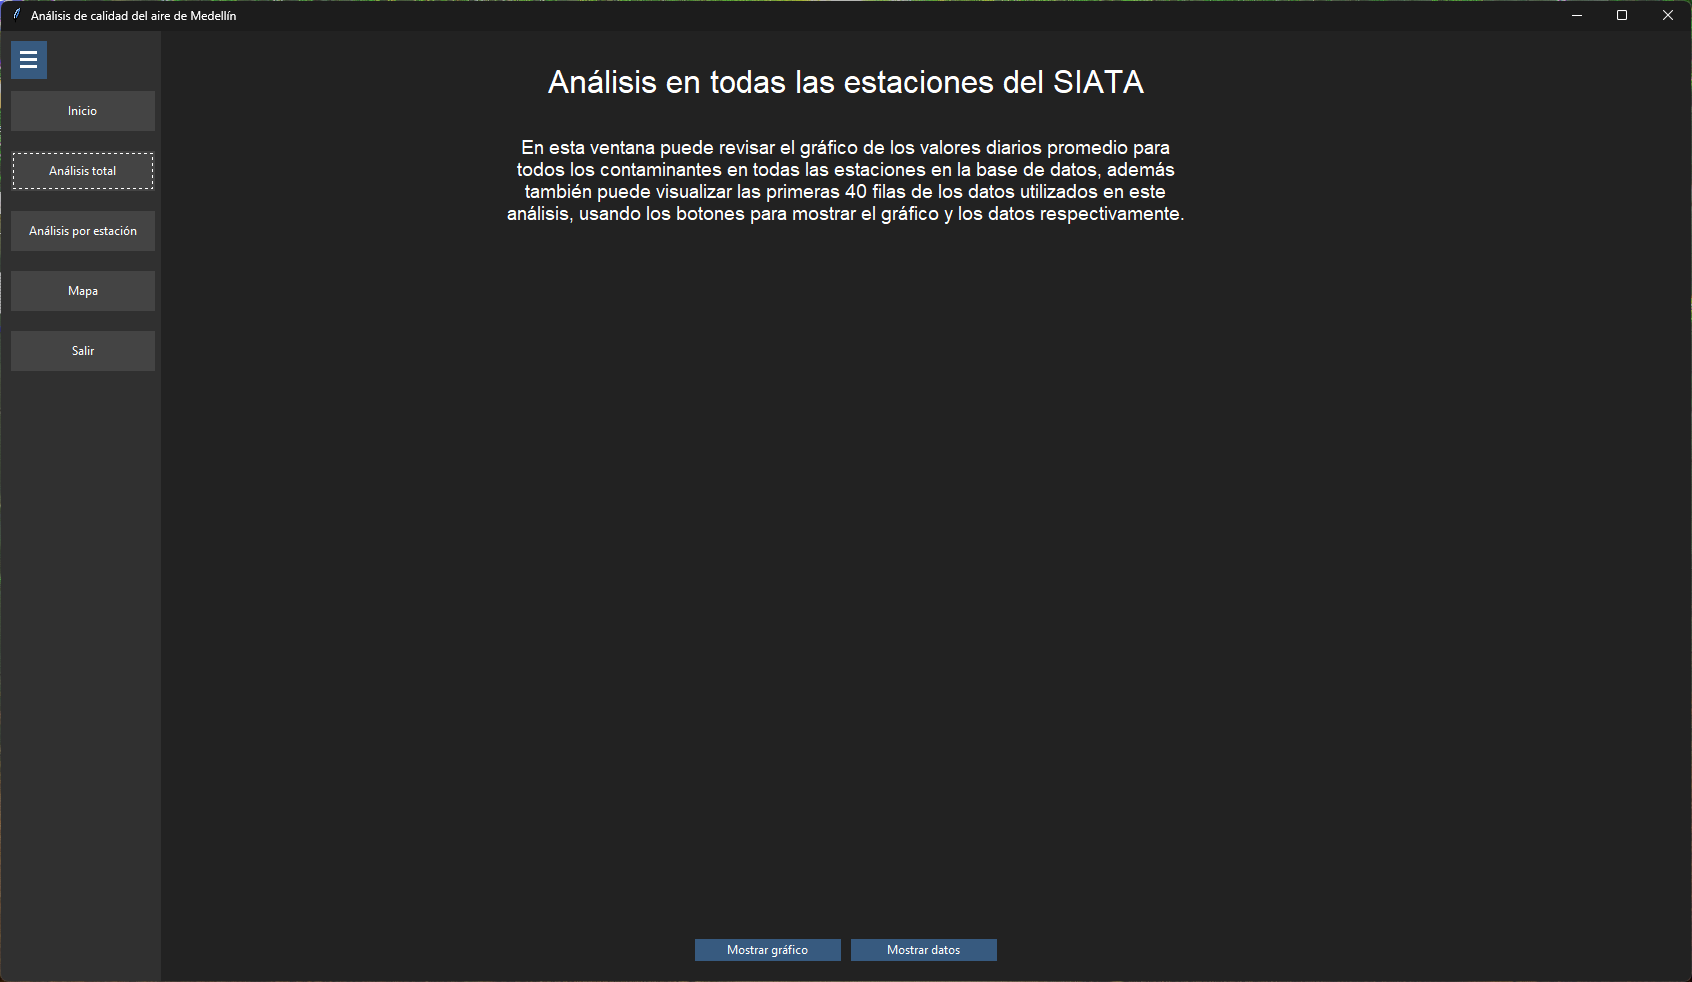 Análisis de calidad del aire de Medellín
Inicio
Análisis total
Análisis por estación
Mapa
Salir
Análisis en todas las estaciones del SIATA
En esta ventana puede revisar el gráfico de los valores diarios promedio para
todos los contaminantes en todas las estaciones en la base de datos, además
también puede visualizar las primeras 40 filas de los datos utilizados en este
análisis, usando los botones para mostrar el gráfico y los datos respectivamente.
Mostrar gráfico
Mostrar datos